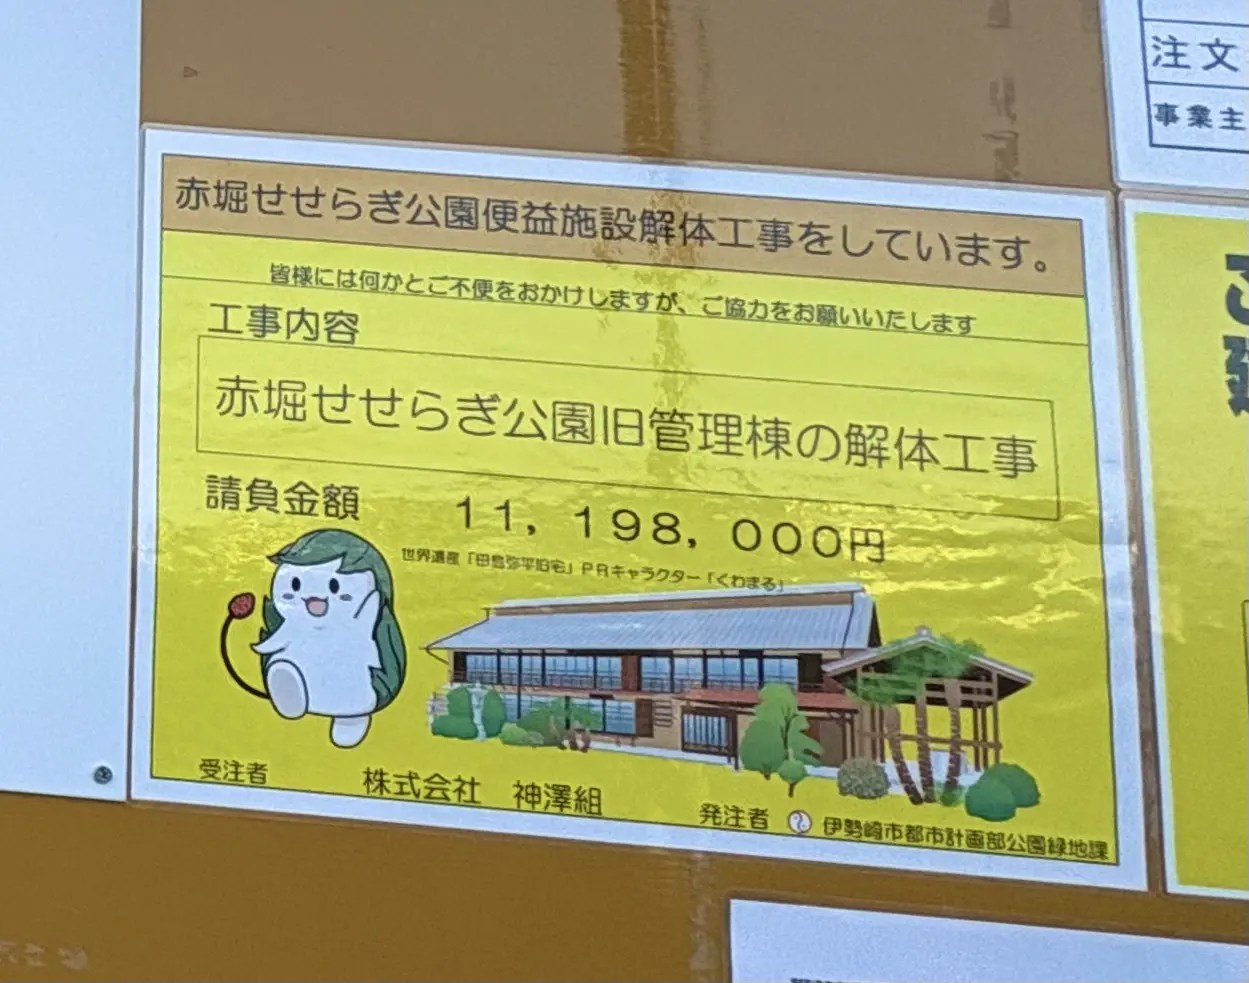 赤堀せせらぎ公園便益施設解体工事をしています。
皆様には何かとご不便をおかけしますが、ご協力をお願いいたします
工事内容
赤堀せせらぎ公園旧管理棟の解体工事
請負金額 11,198,000円
世界遺産「田島弥平旧宅」PRキャラクター「くわまる」
受注者 株式会社 神澤組
発注者 伊勢崎市都市計画部公園緑地課
注文
事業主